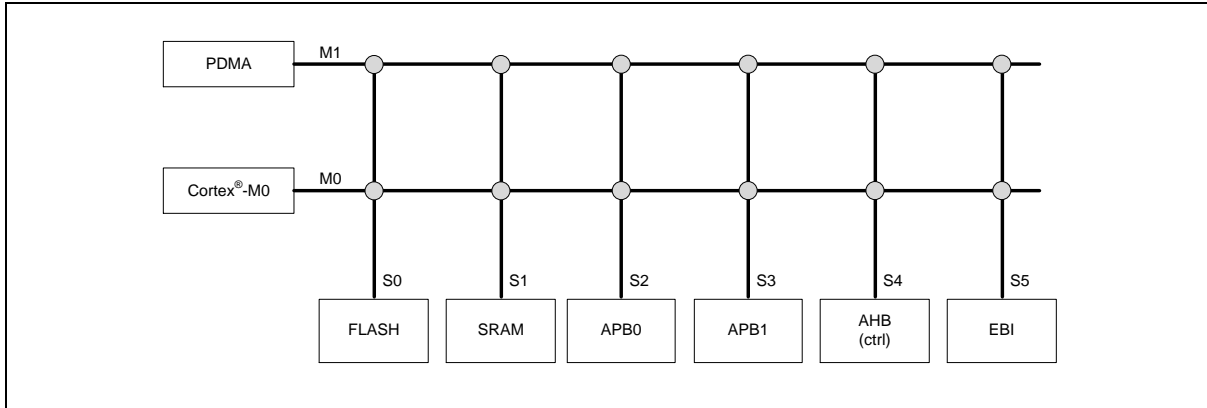 PDMA
M1
Cortex®-M0
M0
S0
S1
S2
S3
S4
S5
FLASH
SRAM
APB0
APB1
AHB
(ctrl)
EBI